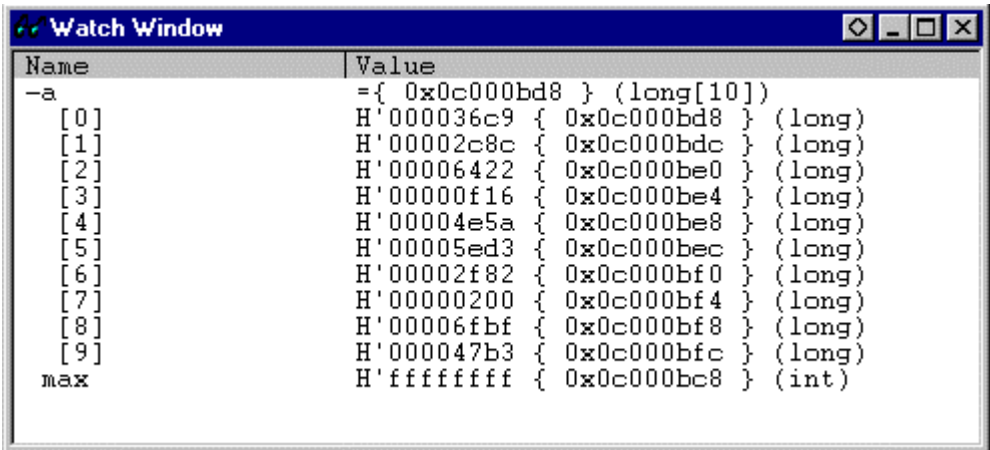 Watch Window
Name Value
−a ={ 0x0c000bd8 } (long[10])
[0] H'000036c9 { 0x0c000bd8 } (long)
[1] H'00002c8c { 0x0c000bdc } (long)
[2] H'00006422 { 0x0c000be0 } (long)
[3] H'00000f16 { 0x0c000be4 } (long)
[4] H'00004e5a { 0x0c000be8 } (long)
[5] H'00005ed3 { 0x0c000bec } (long)
[6] H'00002f82 { 0x0c000bf0 } (long)
[7] H'00000200 { 0x0c000bf4 } (long)
[8] H'00006fbf { 0x0c000bf8 } (long)
[9] H'000047b3 { 0x0c000bfc } (long)
max H'ffffffff { 0x0c000bc8 } (int)